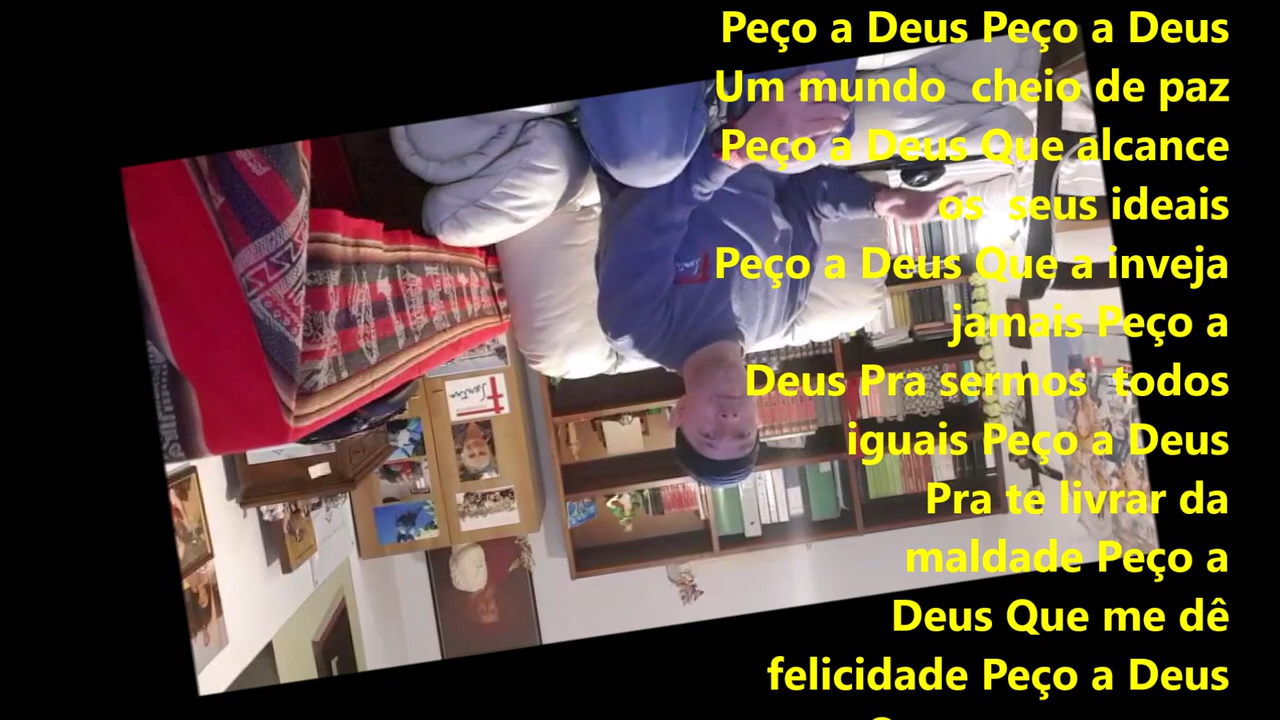 Peço a Deus Peço a Deus
Um mundo cheio de paz
Peço a Deus Que alcance
os seus ideais
Peço a Deus Que a inveja
jamais Peço a
Deus Pra sermos todos
iguais Peço a Deus
Pra te livrar da
maldade Peço a
Deus Que me dê
felicidade Peço a Deus